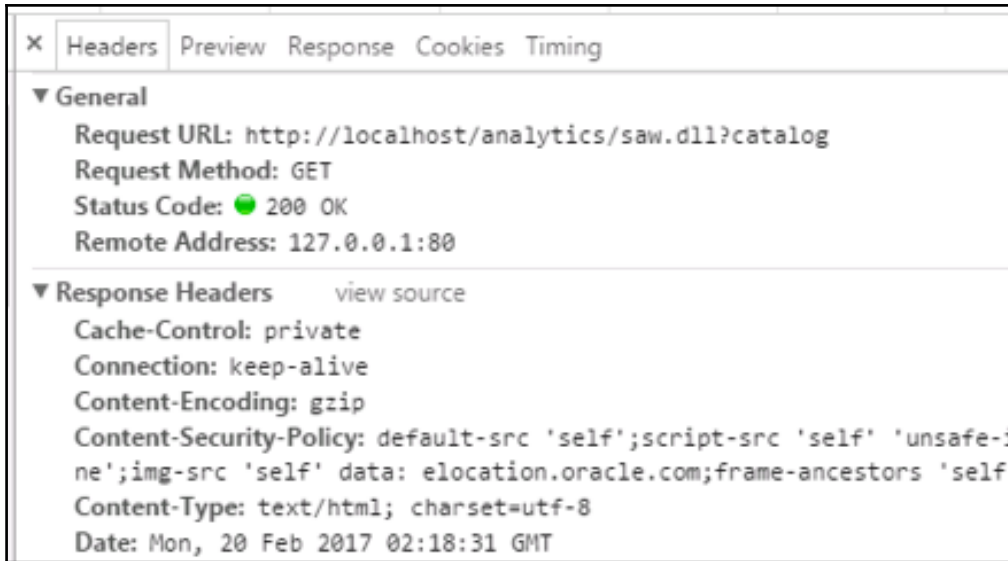 × Headers Preview Response Cookies Timing
▼ General
Request URL: http://localhost/analytics/saw.dll?catalog
Request Method: GET
Status Code: 200 OK
Remote Address: 127.0.0.1:80
▼ Response Headers view source
Cache-Control: private
Connection: keep-alive
Content-Encoding: gzip
Content-Security-Policy: default-src 'self';script-src 'self' 'unsafe-i
ne';img-src 'self' data: elocation.oracle.com;frame-ancestors 'self
Content-Type: text/html; charset=utf-8
Date: Mon, 20 Feb 2017 02:18:31 GMT